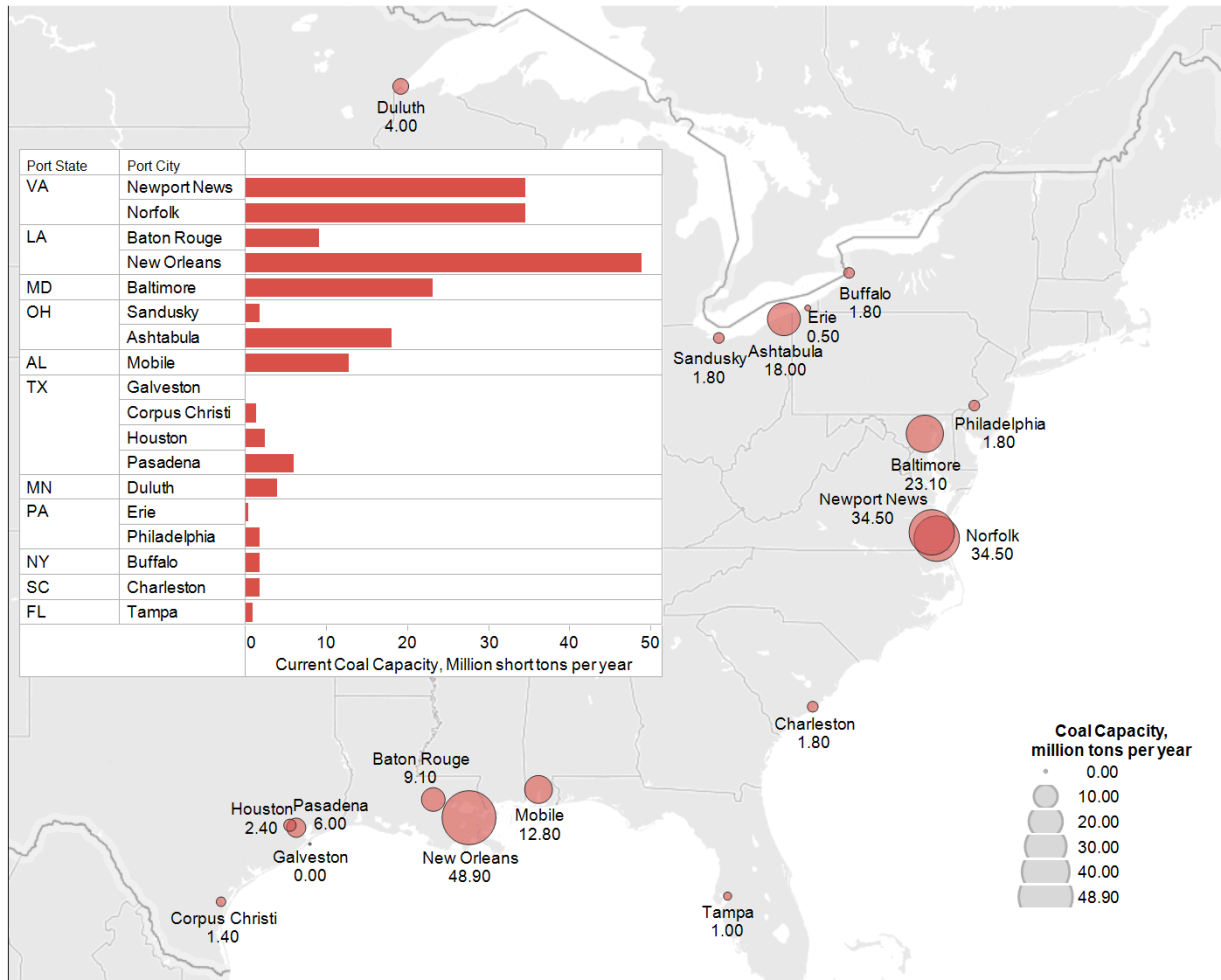 Duluth
4.00
Port State Port City
VA Newport News
Norfolk
LA Baton Rouge
New Orleans
MD Baltimore
OH Sandusky
Ashtabula
AL Mobile
TX Galveston
Corpus Christi
Houston
Pasadena
MN Duluth
PA Erie
Philadelphia
NY Buffalo
SC Charleston
FL Tampa
0 10 20 30 40 50
Current Coal Capacity, Million short tons per year
Buffalo
1.80
Erie
0.50
Sandusky
1.80
Ashtabula
18.00
Philadelphia
1.80
Baltimore
23.10
Newport News
34.50
Norfolk
34.50
Charleston
1.80
Baton Rouge
9.10
Houston
2.40
Pasadena
6.00
Galveston
0.00
New Orleans
48.90
Mobile
12.80
Corpus Christi
1.40
Tampa
1.00
Coal Capacity,
million tons per year
0.00
10.00
20.00
30.00
40.00
48.90